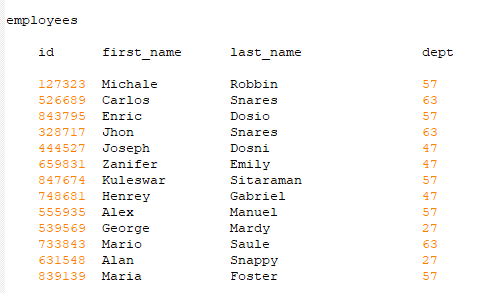 employees
id first_name last_name dept
127323 Michale Robbin 57
526689 Carlos Snares 63
843795 Enric Dosio 57
328717 Jhon Snares 63
444527 Joseph Dosni 47
659831 Zanifer Emily 47
847674 Kuleswar Sitaraman 57
748681 Henrey Gabriel 47
555935 Alex Manuel 57
539569 George Mardy 27
733843 Mario Saule 63
631548 Alan Snappy 27
839139 Maria Foster 57